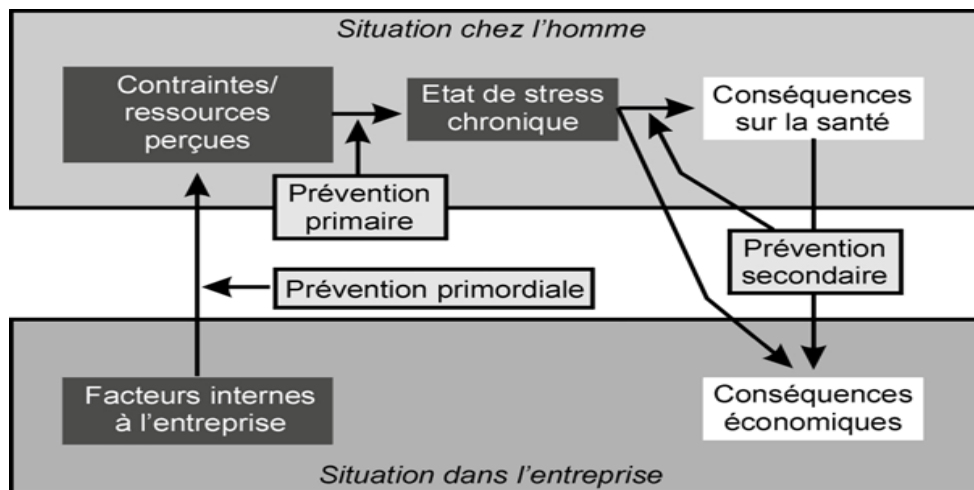 Situation chez l'homme
Contraintes/
ressources
perçues
Etat de stress
chronique
Conséquences
sur la santé
Prévention
primaire
Prévention
secondaire
Prévention primordiale
Facteurs internes
à l'entreprise
Conséquences
économiques
Situation dans l'entreprise